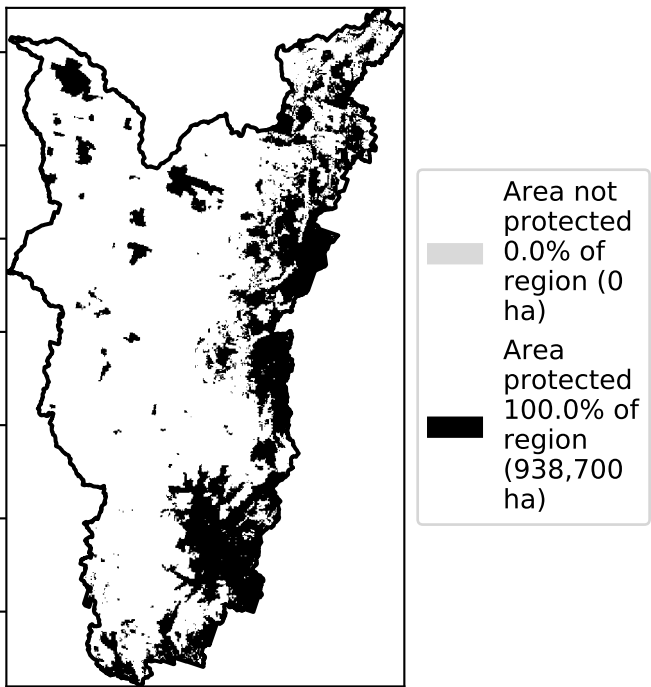 Area not
protected
0.0% of
region (0
ha)
Area
protected
100.0% of
region
(938,700
ha)